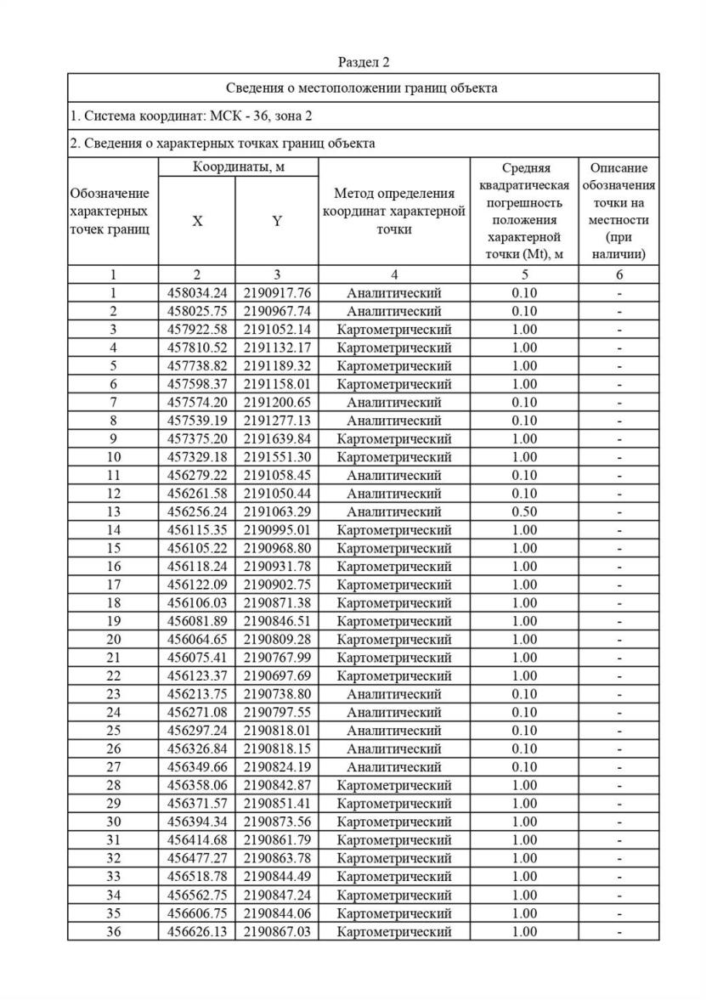 Раздел 2
Сведения о местоположении границ объекта
1. Система координат: МСК - 36, зона 2
2. Сведения о характерных точках границ объекта
Обозначение характерных точек границ
Координаты, м
X
Y
Метод определения координат характерной точки
Средняя квадратическая погрешность положения характерной точки (Mt), м
Описание обозначения точки на местности (при наличии)
1 2 3 4 5 6
1 458034.24 2190917.76 Аналитический 0.10 -
2 458025.75 2190967.74 Аналитический 0.10 -
3 457922.58 2191052.14 Картометрический 1.00 -
4 457810.52 2191132.17 Картометрический 1.00 -
5 457738.82 2191189.32 Картометрический 1.00 -
6 457598.37 2191158.01 Картометрический 1.00 -
7 457574.20 2191200.65 Аналитический 0.10 -
8 457539.19 2191277.13 Аналитический 0.10 -
9 457375.20 2191639.84 Картометрический 1.00 -
10 457329.18 2191551.30 Картометрический 1.00 -
11 456279.22 2191058.45 Аналитический 0.10 -
12 456261.58 2191050.44 Аналитический 0.10 -
13 456256.24 2191063.29 Аналитический 0.50 -
14 456115.35 2190995.01 Картометрический 1.00 -
15 456105.22 2190968.80 Картометрический 1.00 -
16 456118.24 2190931.78 Картометрический 1.00 -
17 456122.09 2190902.75 Картометрический 1.00 -
18 456106.03 2190871.38 Картометрический 1.00 -
19 456081.89 2190846.51 Картометрический 1.00 -
20 456064.65 2190809.28 Картометрический 1.00 -
21 456075.41 2190767.99 Картометрический 1.00 -
22 456123.37 2190697.69 Картометрический 1.00 -
23 456213.75 2190738.80 Аналитический 0.10 -
24 456271.08 2190797.55 Аналитический 0.10 -
25 456297.24 2190818.01 Аналитический 0.10 -
26 456326.84 2190818.15 Аналитический 0.10 -
27 456349.66 2190824.19 Аналитический 0.10 -
28 456358.06 2190842.87 Картометрический 1.00 -
29 456371.57 2190851.41 Картометрический 1.00 -
30 456394.34 2190873.56 Картометрический 1.00 -
31 456414.68 2190861.79 Картометрический 1.00 -
32 456477.27 2190863.78 Картометрический 1.00 -
33 456518.78 2190844.49 Картометрический 1.00 -
34 456562.75 2190847.24 Картометрический 1.00 -
35 456606.75 2190844.06 Картометрический 1.00 -
36 456626.13 2190867.03 Картометрический 1.00 -